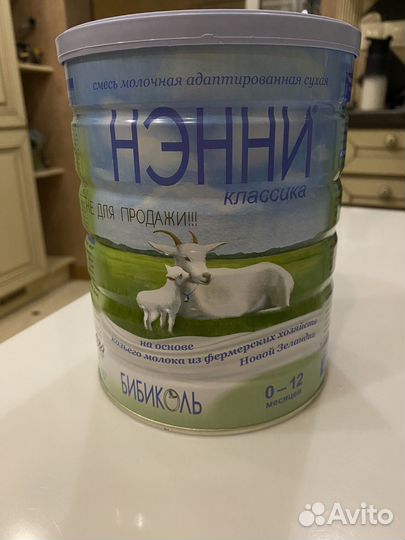 смесь молочная адаптированная сухая
НЭННИ
классика
НЕ ДЛЯ ПРОДАЖИ!!!
на основе
козьего молока из фермерских хозяйств
Новой Зеландии
БИБИКОЛЬ
0–12
месяцев
Avito